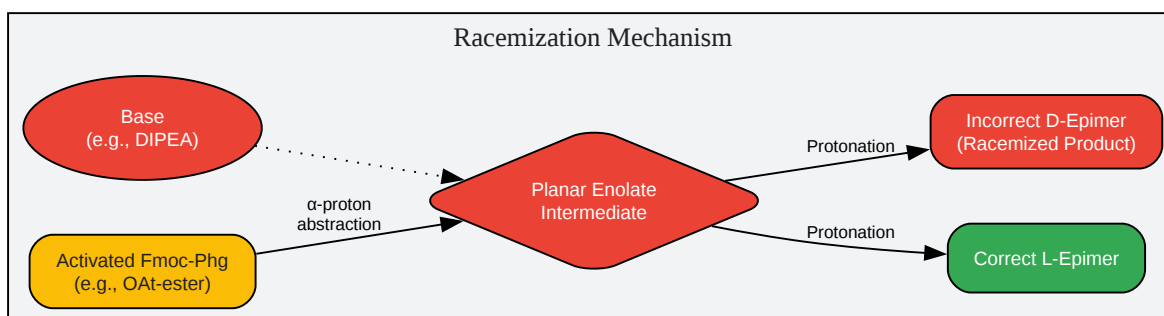 Racemization Mechanism
Base
(e.g., DIPEA)
Activated Fmoc-Phg
(e.g., OAt-ester)
α-proton
abstraction
Planar Enolate
Intermediate
Protonation
Protonation
Incorrect D-Epimer
(Racemized Product)
Correct L-Epimer